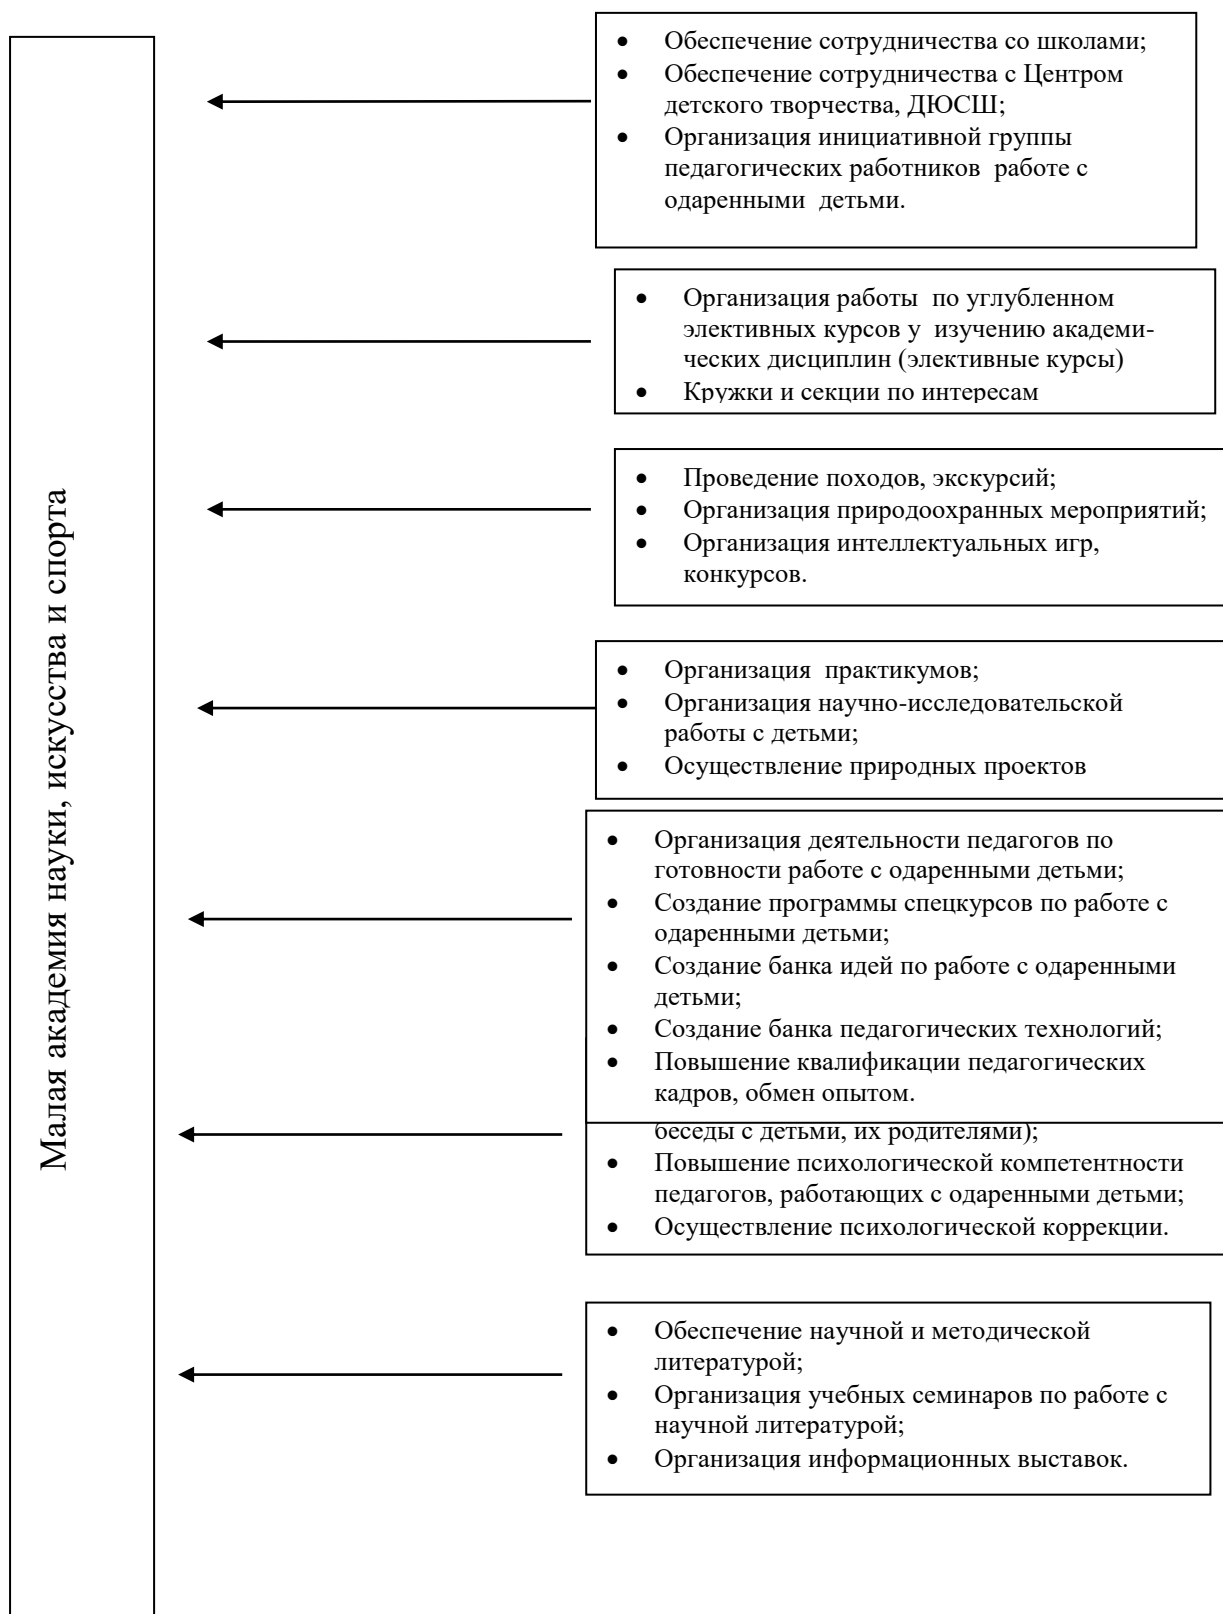 Малая академия науки, искусства и спорта
• Обеспечение сотрудничества со школами;
• Обеспечение сотрудничества с Центром
детского творчества, ДЮСШ;
• Организация инициативной группы
педагогических работников работе с
одаренными детьми.
• Организация работы по углубленном
элективных курсов у изучению академи-
ческих дисциплин (элективные курсы)
• Кружки и секции по интересам
• Проведение походов, экскурсий;
• Организация природоохранных мероприятий;
• Организация интеллектуальных игр,
конкурсов.
• Организация практикумов;
• Организация научно-исследовательской
работы с детьми;
• Осуществление природных проектов
• Организация деятельности педагогов по
готовности работе с одаренными детьми;
• Создание программы спецкурсов по работе с
одаренными детьми;
• Создание банка идей по работе с одаренными
детьми;
• Создание банка педагогических технологий;
• Повышение квалификации педагогических
кадров, обмен опытом.
беседы с детьми, их родителями);
• Повышение психологической компетентности
педагогов, работающих с одаренными детьми;
• Осуществление психологической коррекции.
• Обеспечение научной и методической
литературой;
• Организация учебных семинаров по работе с
научной литературой;
• Организация информационных выставок.